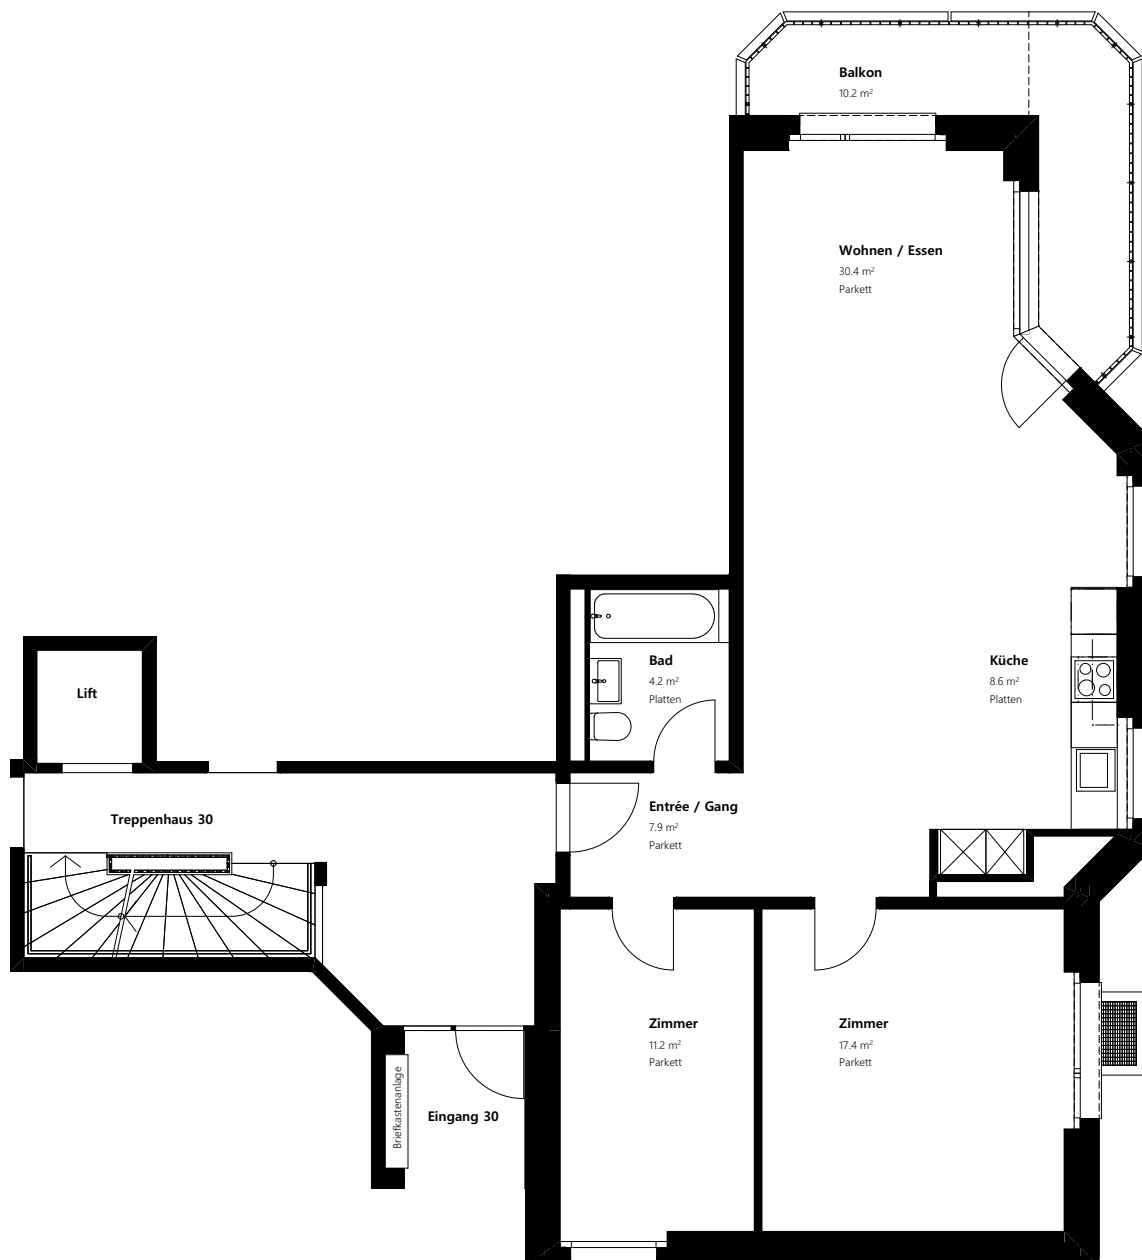 Balkon
10.2 m²
Wohnen / Essen
30.4 m²
Parkett
Bad
4.2 m²
Platten
Küche
8.6 m²
Platten
Lift
Treppenhaus 30
Entrée / Gang
7.9 m²
Parkett
Zimmer
11.2 m²
Parkett
Zimmer
17.4 m²
Parkett
Briefkastenanlage
Eingang 30